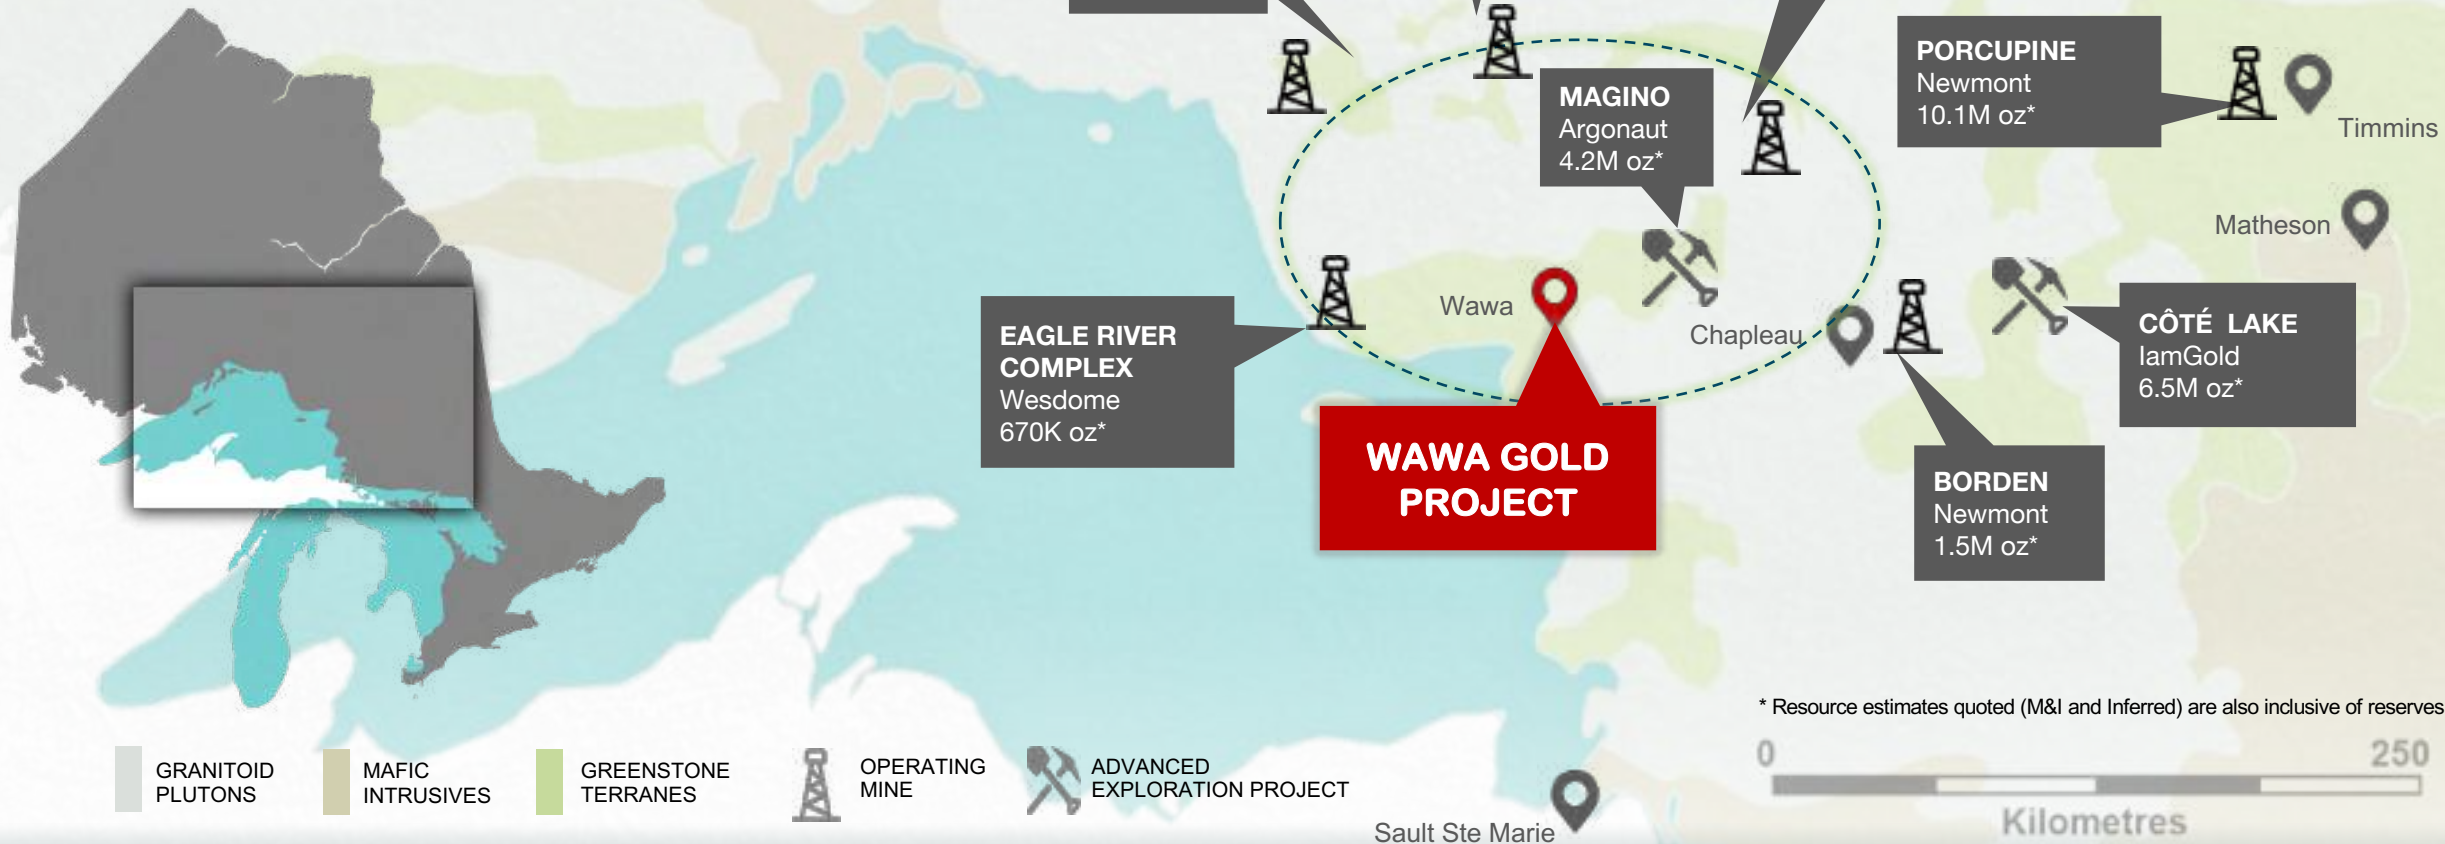 PORCUPINE
Newmont
10.1M oz*
Timmins
MAGINO
Argonaut
4.2M oz*
Matheson
Wawa
Chapleau
EAGLE RIVER
COMPLEX
Wesdome
670K oz*
CÔTÉ LAKE
IamGold
6.5M oz*
WAWA GOLD
PROJECT
BORDEN
Newmont
1.5M oz*
* Resource estimates quoted (M&I and Inferred) are also inclusive of reserves
0
250
Kilometres
GRANITOID
PLUTONS
MAFIC
INTRUSIVES
GREENSTONE
TERRANES
OPERATING
MINE
ADVANCED
EXPLORATION PROJECT
Sault Ste Marie